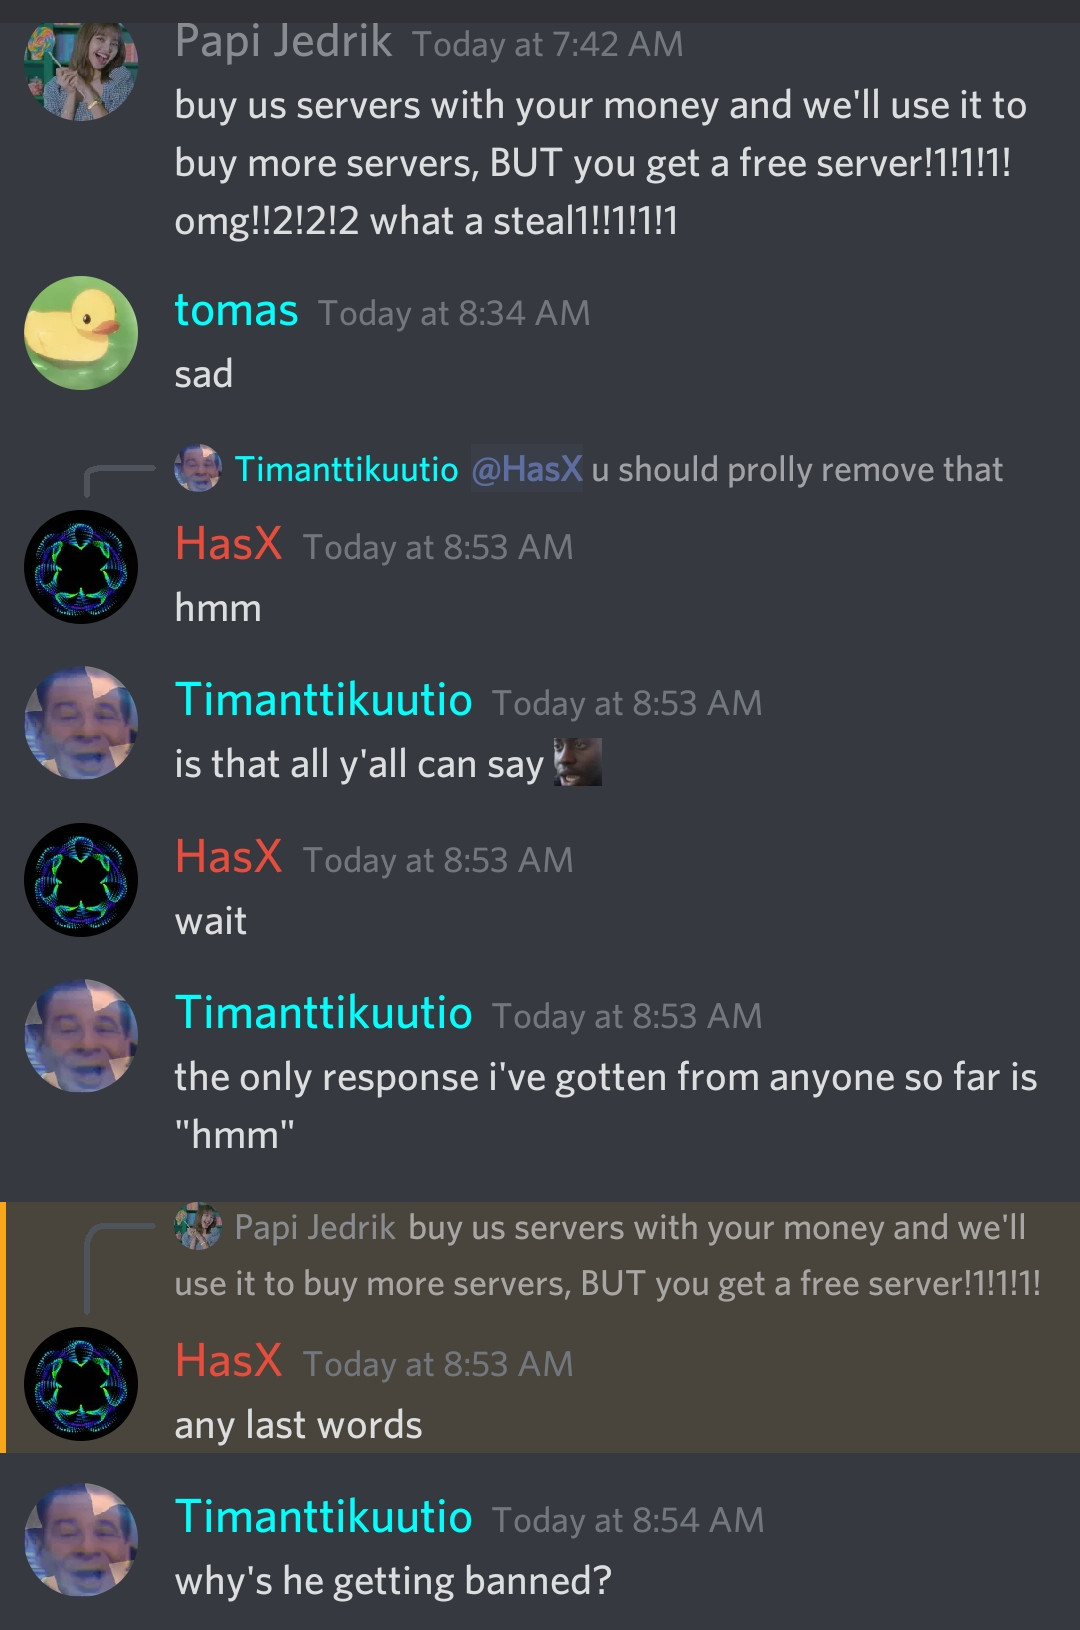 Papi Jedrik Today at 7:42 AM
buy us servers with your money and we'll use it to
buy more servers, BUT you get a free server!1!1!1!
omg!!2!2!2 what a steal1!!1!1!1
tomas Today at 8:34 AM
sad
Timanttikuutio @HasX u should prolly remove that
HasX Today at 8:53 AM
hmm
Timanttikuutio Today at 8:53 AM
is that all y'all can say
HasX Today at 8:53 AM
wait
Timanttikuutio Today at 8:53 AM
the only response i've gotten from anyone so far is
"hmm"
Papi Jedrik buy us servers with your money and we'll
use it to buy more servers, BUT you get a free server!1!1!1!
HasX Today at 8:53 AM
any last words
Timanttikuutio Today at 8:54 AM
why's he getting banned?